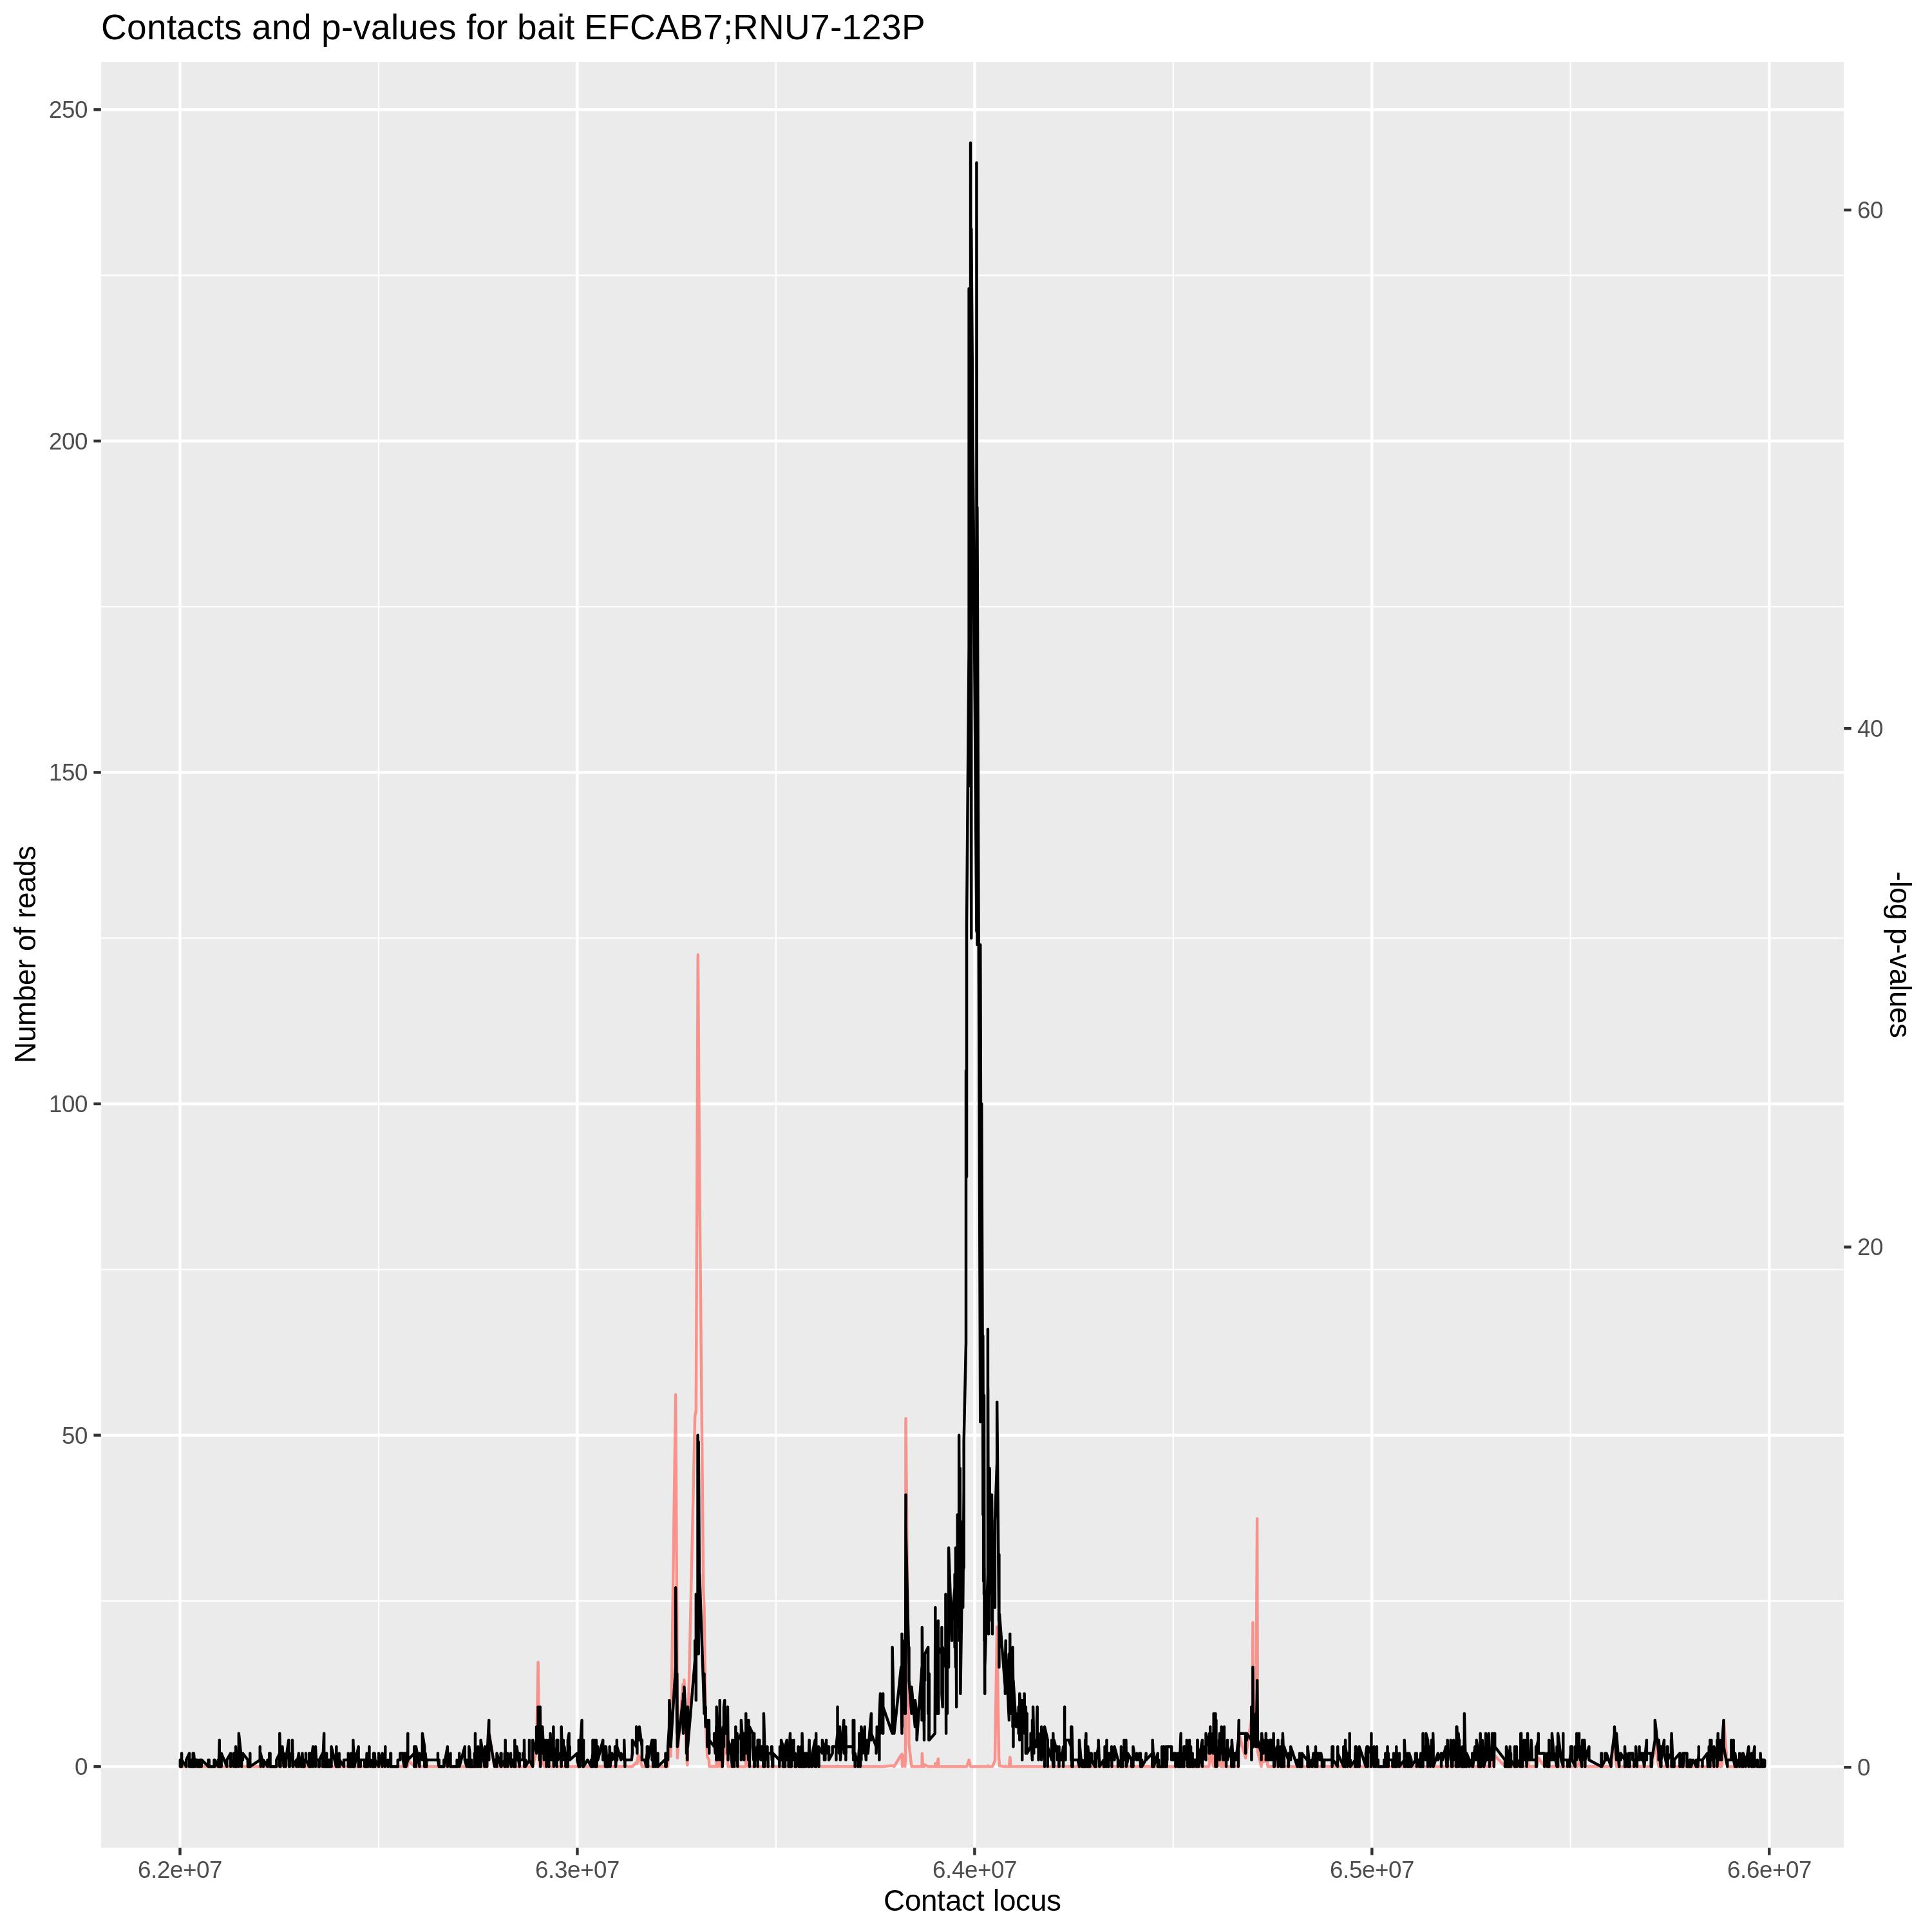 Contacts and p-values for bait EFCAB7;RNU7-123P
250
200
150
100
50
0
Number of reads
60
40
20
0
-log p-values
6.2e+07
6.3e+07
6.4e+07
6.5e+07
6.6e+07
Contact locus